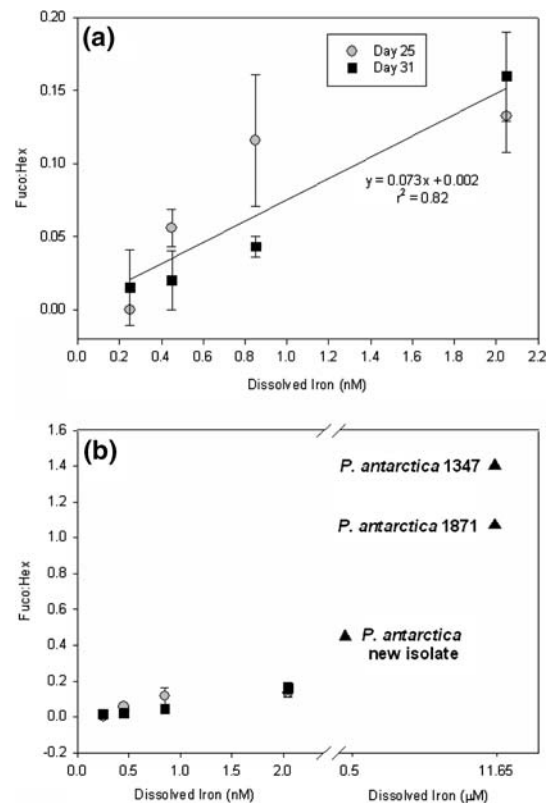 (a)
Day 25
Day 31
Fuco:Hex
0.20
0.15
0.10
0.05
0.00
y = 0.073x + 0.002
r² = 0.82
0.0 0.2 0.4 0.6 0.8 1.0 1.2 1.4 1.6 1.8 2.0 2.2
Dissolved Iron (nM)
(b)
Fuco:Hex
1.6
1.4
1.2
1.0
0.8
0.6
0.4
0.2
0.0
-0.2
P. antarctica 1347
P. antarctica 1871
P. antarctica
new isolate
0.0 0.5 1.0 1.5 2.0 0.5 11.65
Dissolved Iron (nM) Dissolved Iron (µM)